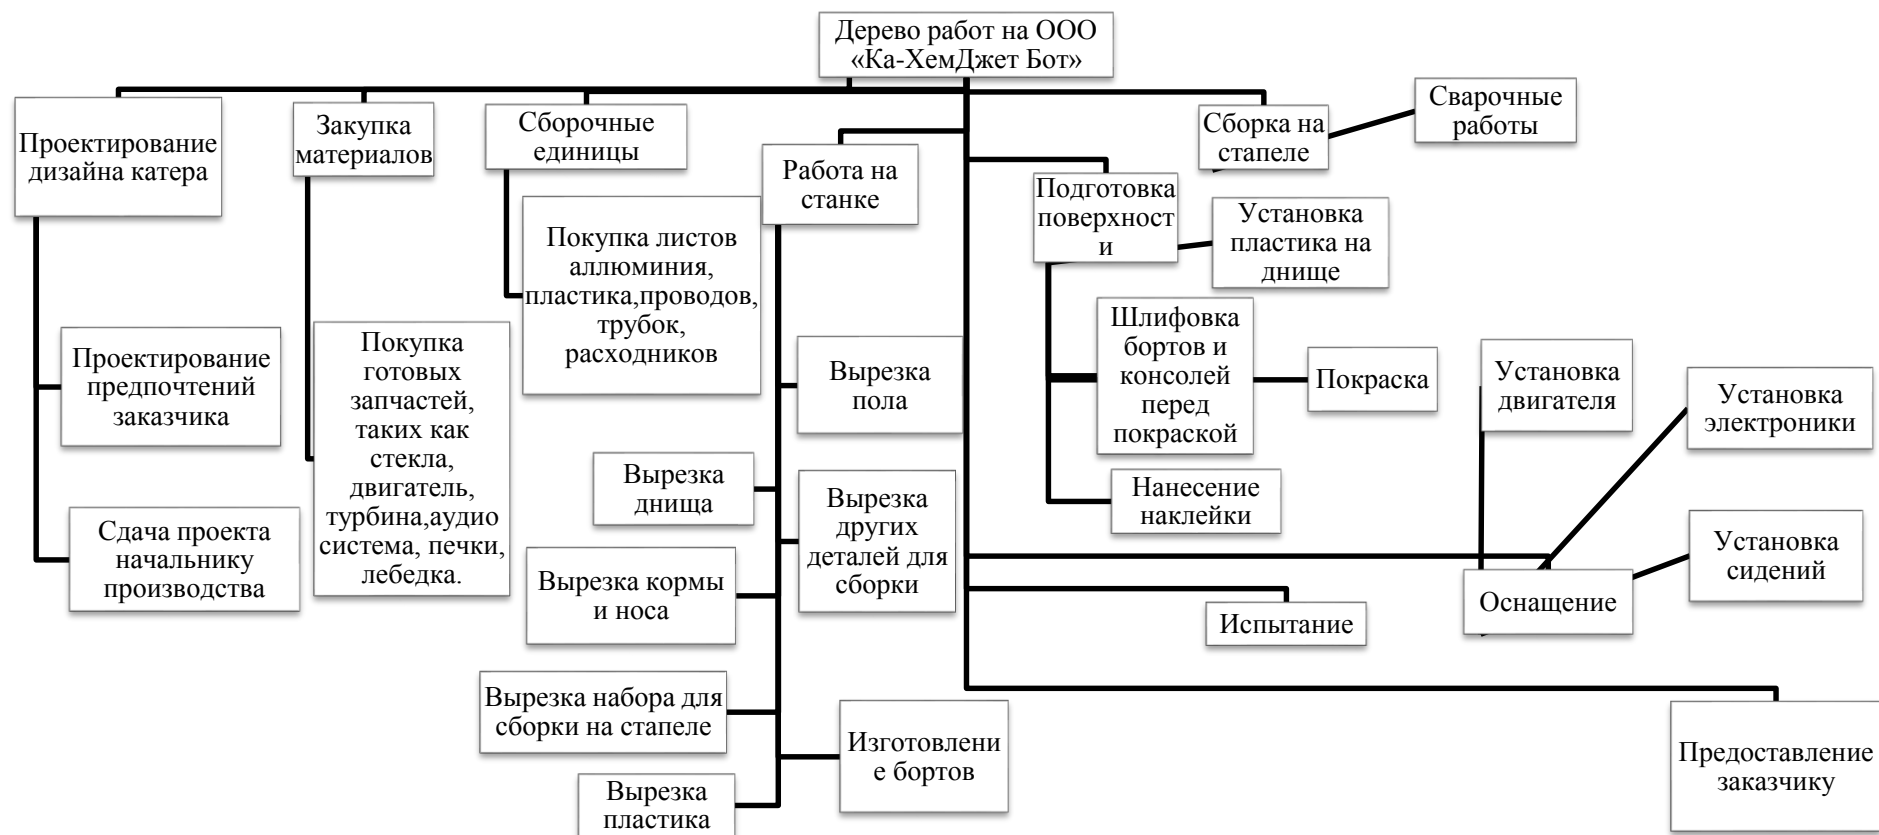 Дерево работ на ООО
«Ка-ХемДжет Бот»
Проектирование
дизайна катера
Закупка
материалов
Сборочные
единицы
Работа на
станке
Подготовка
поверхност
и
Сборка на
стапеле
Сварочные
работы
Проектирование
предпочтений
заказчика
Сдача проекта
начальнику
производства
Покупка
готовых
запчастей,
таких как
стекла,
двигатель,
турбина,аудио
система, печки,
лебедка.
Покупка листов
аллюминия,
пластика,проводов,
трубок,
расходников
Вырезка
пола
Вырезка
днища
Вырезка
других
деталей для
сборки
Вырезка кормы
и носа
Вырезка набора для
сборки на стапеле
Изготовлени
е бортов
Вырезка
пластика
Установка
пластика на
днище
Шлифовка
бортов и
консолей
перед
покраской
Покраска
Нанесение
наклейки
Установка
двигателя
Установка
электроники
Установка
сидений
Оснащение
Испытание
Предоставление
заказчику